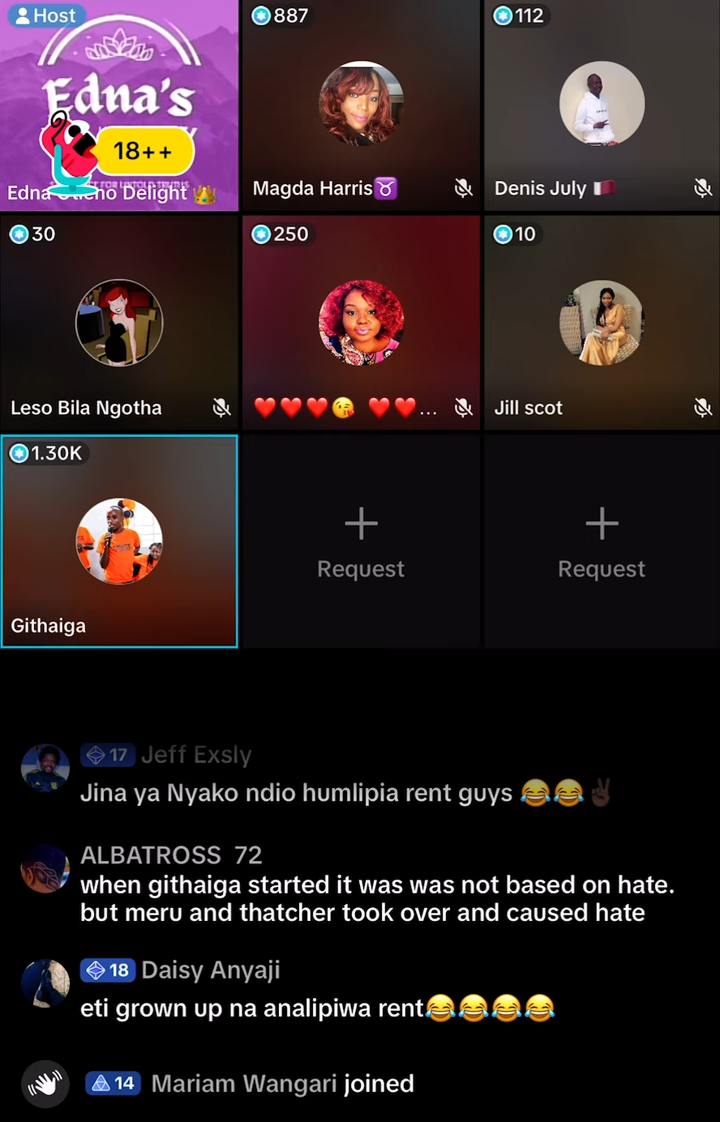 Host
Edna's
18++
Edna Otieno Delight 👑
887
Magda Harris♉
112
Denis July 🇶🇦
30
Leso Bila Ngotha
250
❤️❤️❤️😘 ❤️❤️...
10
Jill scot
1.30K
Githaiga
Request
Request
17 Jeff Exsly
Jina ya Nyako ndio humlipia rent guys 😂😂✌🏿
ALBATROSS 72
when githaiga started it was was not based on hate.
but meru and thatcher took over and caused hate
18 Daisy Anyaji
eti grown up na analipiwa rent😂😂😂😂
14 Mariam Wangari joined